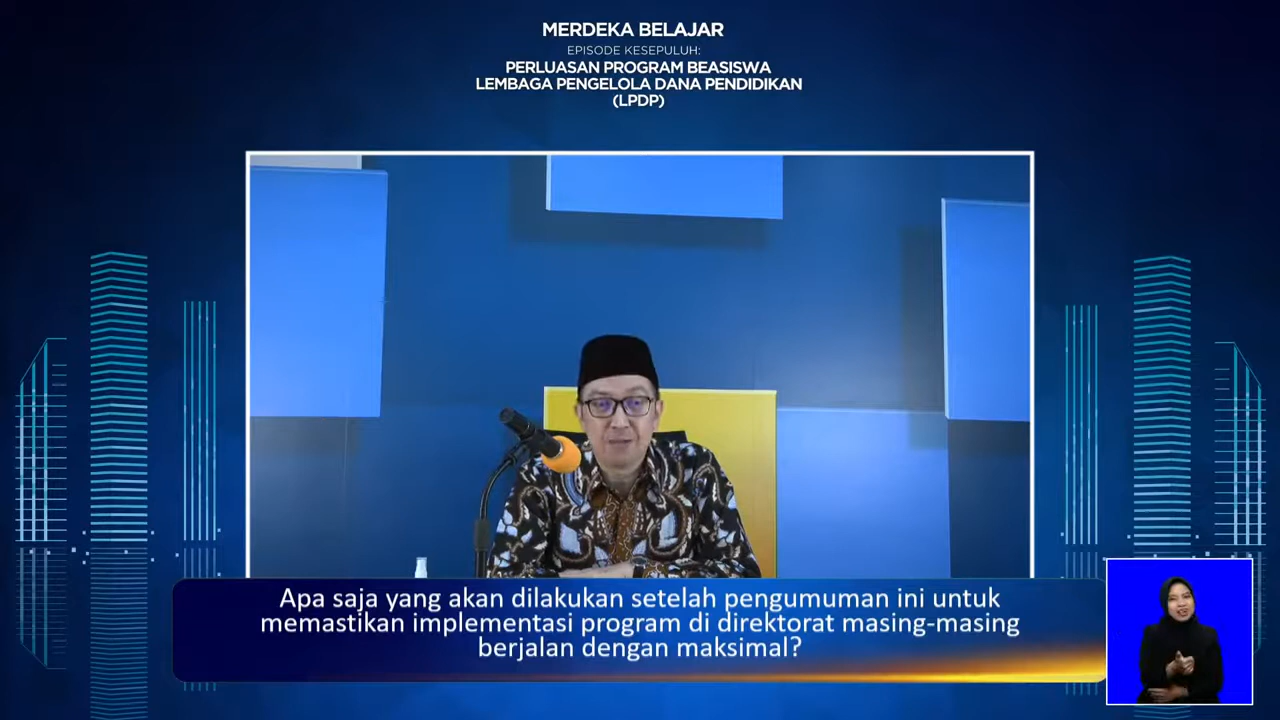 MERDEKA BELAJAR
EPISODE KESEPULUH:
PERLUASAN PROGRAM BEASISWA
LEMBAGA PENGELOLA DANA PENDIDIKAN
(LPDP)
Apa saja yang akan dilakukan setelah pengumuman ini untuk
memastikan implementasi program di direktorat masing-masing
berjalan dengan maksimal?